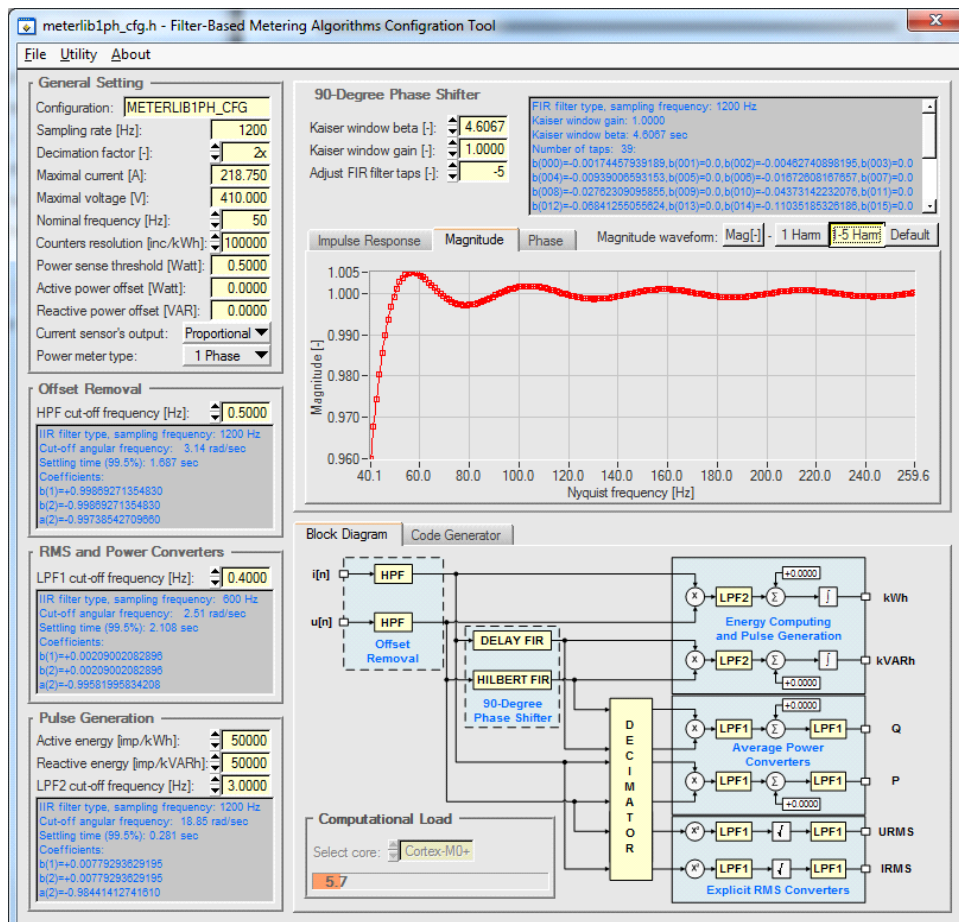 meterlib1ph_cfg.h - Filter-Based Metering Algorithms Configration Tool
File Utility About
General Setting
Configuration: METERLIB1PH_CFG
Sampling rate [Hz]: 1200
Decimation factor [-]: 2x
Maximal current [A]: 218.750
Maximal voltage [V]: 410.000
Nominal frequency [Hz]: 50
Counters resolution [inc/kWh]: 100000
Power sense threshold [Watt]: 0.5000
Active power offset [Watt]: 0.0000
Reactive power offset [VAR]: 0.0000
Current sensor's output: Proportional
Power meter type: 1 Phase
Offset Removal
HPF cut-off frequency [Hz]: 0.5000
IIR filter type, sampling frequency: 1200 Hz
Cut-off angular frequency: 3.14 rad/sec
Settling time (99.5%): 1.687 sec
Coefficients:
b(1)=+0.99869271354830
b(2)=-0.99869271354830
a(2)=-0.99738542709660
RMS and Power Converters
LPF1 cut-off frequency [Hz]: 0.4000
IIR filter type, sampling frequency: 600 Hz
Cut-off angular frequency: 2.51 rad/sec
Settling time (99.5%): 2.108 sec
Coefficients:
b(1)=+0.00209002082896
b(2)=+0.00209002082896
a(2)=-0.99581995834208
Pulse Generation
Active energy [imp/kWh]: 50000
Reactive energy [imp/kVARh]: 50000
LPF2 cut-off frequency [Hz]: 3.0000
IIR filter type, sampling frequency: 1200 Hz
Cut-off angular frequency: 18.85 rad/sec
Settling time (99.5%): 0.281 sec
Coefficients:
b(1)=+0.00779293629195
b(2)=+0.00779293629195
a(2)=-0.98441412741610
90-Degree Phase Shifter
Kaiser window beta [-]: 4.6067
Kaiser window gain [-]: 1.0000
Adjust FIR filter taps [-]: -5
FIR filter type, sampling frequency: 1200 Hz
Kaiser window gain: 1.0000
Kaiser window beta: 4.6067 sec
Number of taps: 39:
b(000)=-0.00174457939189,b(001)=0.0,b(002)=-0.00462740898195,b(003)=0.0
b(004)=-0.00939006593153,b(005)=0.0,b(006)=-0.01672608167657,b(007)=0.0
b(008)=-0.02762309095855,b(009)=0.0,b(010)=-0.04373142232076,b(011)=0.0
b(012)=-0.06841255055624,b(013)=0.0,b(014)=-0.11035185326186,b(015)=0.0
Impulse Response Magnitude Phase Magnitude waveform: Mag[-] - 1 Harm 1-5 Harm Default
Magnitude [-]
1.005
1.000
0.990
0.980
0.970
0.960
40.1 60.0 80.0 100.0 120.0 140.0 160.0 180.0 200.0 220.0 240.0 259.6
Nyquist frequency [Hz]
Block Diagram Code Generator
i[n] HPF
u[n] HPF
Offset Removal
DELAY FIR
HILBERT FIR
90-Degree Phase Shifter
DECIMATOR
+0.0000
X LPF2 Σ ∫ kWh
Energy Computing and Pulse Generation
X LPF2 Σ ∫ kVARh
+0.0000
+0.0000
X LPF1 Σ LPF1 Q
Average Power Converters
X LPF1 Σ LPF1 P
+0.0000
X² LPF1 √ LPF1 URMS
X² LPF1 √ LPF1 IRMS
Explicit RMS Converters
Computational Load
Select core: Cortex-M0+
5.7